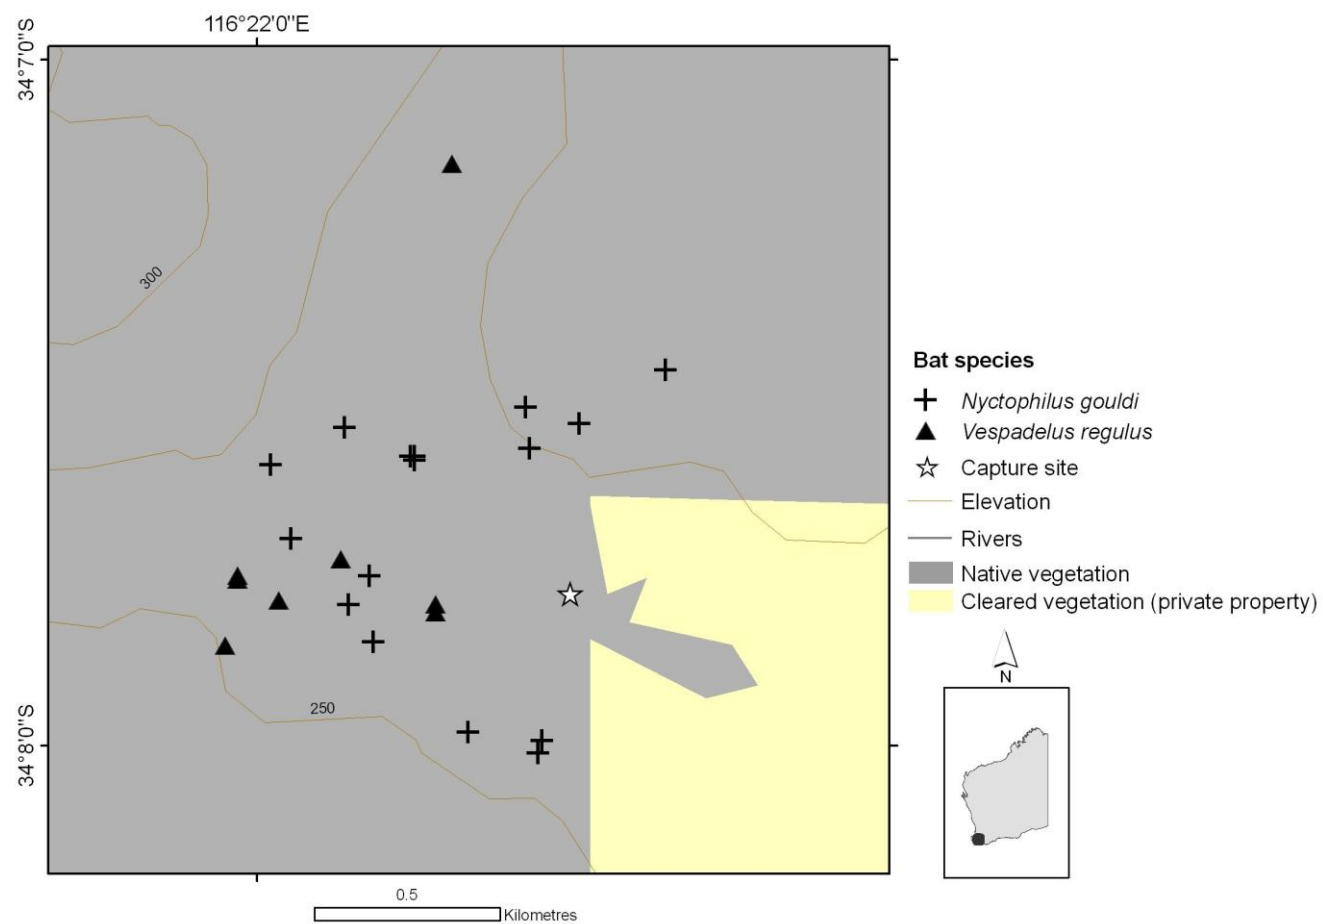 116°22'0"E
34°7'0"S
300
250
34°8'0"S
0.5
Kilometres
Bat species
Nyctophilus gouldi
Vespadelus regulus
Capture site
Elevation
Rivers
Native vegetation
Cleared vegetation (private property)
N